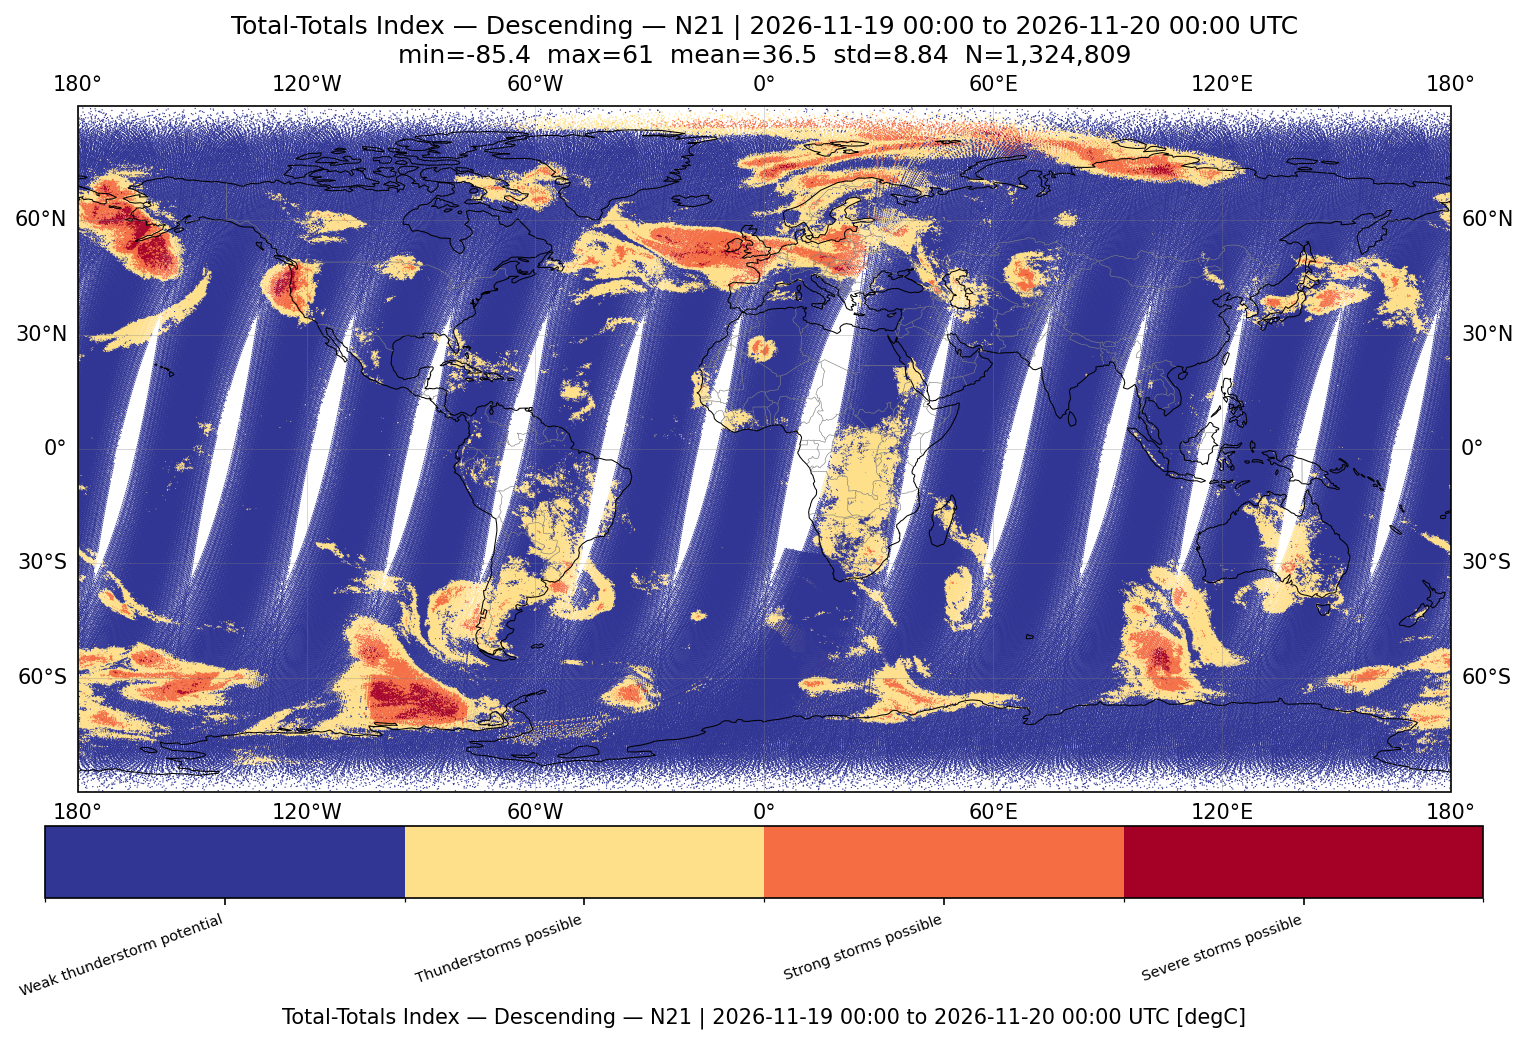 Total-Totals Index — Descending — N21 | 2026-11-19 00:00 to 2026-11-20 00:00 UTC
min=-85.4  max=61  mean=36.5  std=8.84  N=1,324,809
180° 120°W 60°W 0° 60°E 120°E 180°
60°N 60°N
30°N 30°N
0° 0°
30°S 30°S
60°S 60°S
180° 120°W 60°W 0° 60°E 120°E 180°
Weak thunderstorm potential
Thunderstorms possible
Strong storms possible
Severe storms possible
Total-Totals Index — Descending — N21 | 2026-11-19 00:00 to 2026-11-20 00:00 UTC [degC]